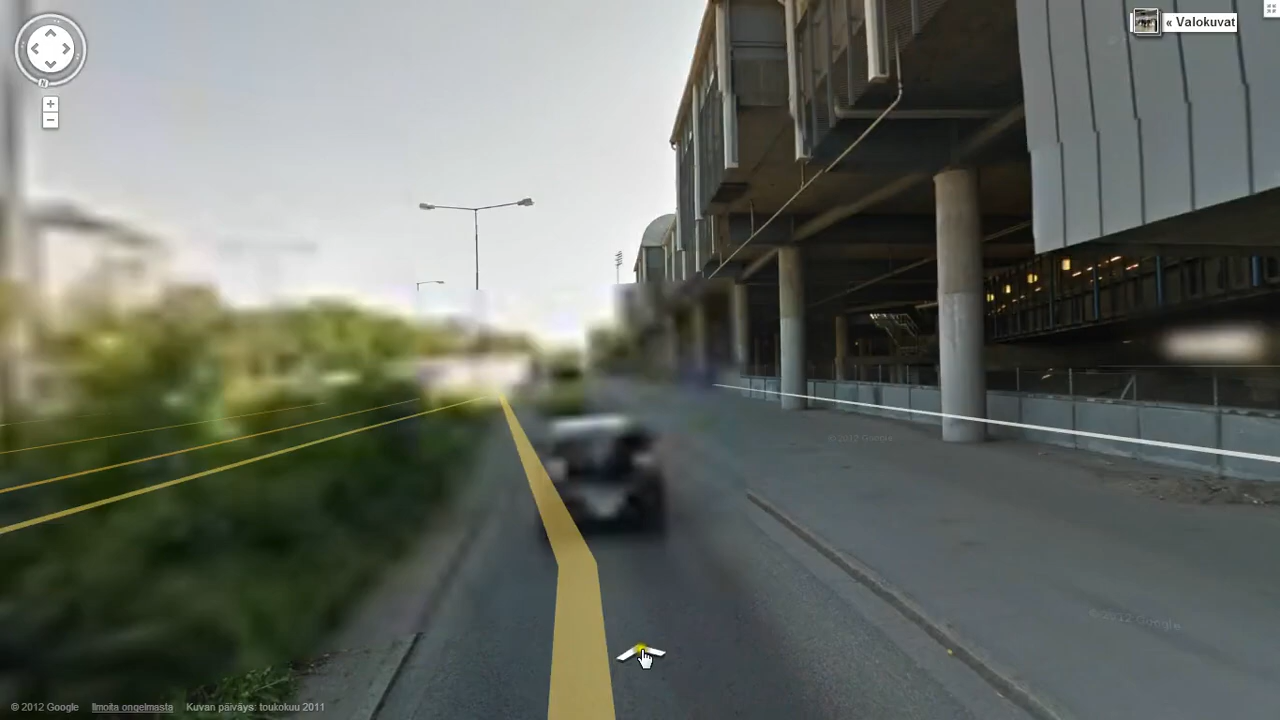 « Valokuvat
N
+
−
©2012 Google
©2012 Google
© 2012 Google Ilmoita ongelmasta Kuvan päiväys: toukokuu 2011